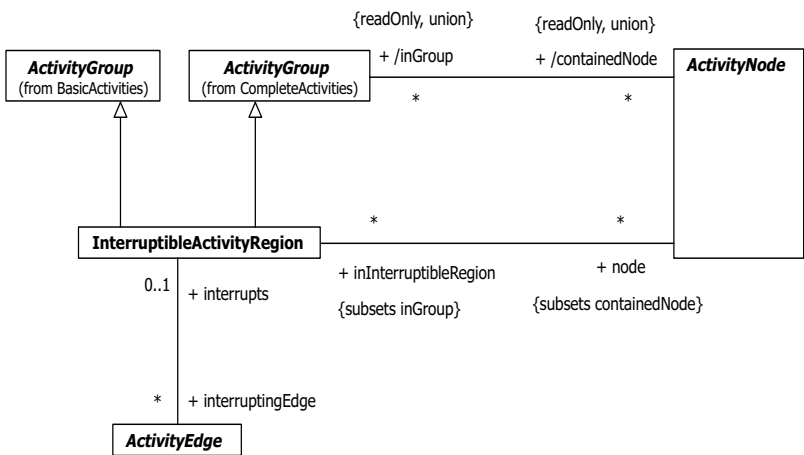 {readOnly, union}
{readOnly, union}
+ /inGroup
+ /containedNode
ActivityGroup
(from BasicActivities)
ActivityGroup
(from CompleteActivities)
ActivityNode
*
*
*
*
InterruptibleActivityRegion
+ inInterruptibleRegion
+ node
{subsets inGroup}
{subsets containedNode}
0..1
+ interrupts
*
+ interruptingEdge
ActivityEdge